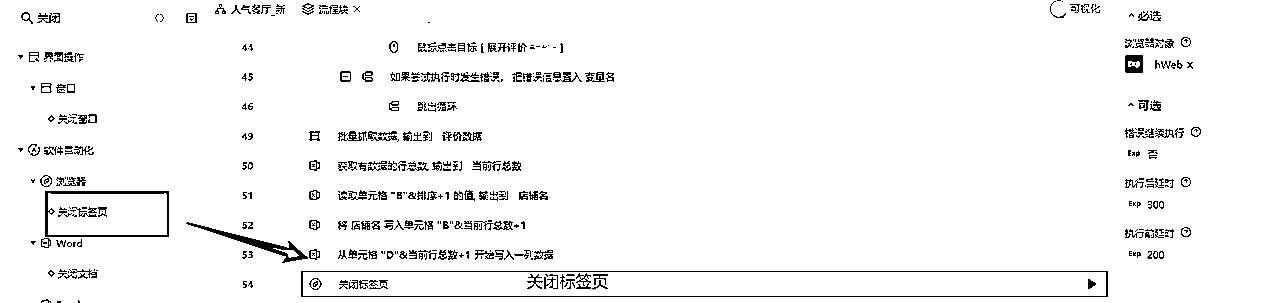 关闭
人气餐厅_新
流程块 ×
可视化
界面操作
窗口
关闭窗口
软件自动化
浏览器
关闭标签页
Word
关闭文档
44 鼠标点击目标 [ 展开评价
45 如果尝试执行时发生错误， 把错误信息置入 变量名
46 跳出循环
49 批量抓取数据, 输出到 评价数据
50 获取有数据的行总数, 输出到 当前行总数
51 读取单元格 "B"&排序+1 的值, 输出到 店铺名
52 将 店铺名 写入单元格 "B"&当前行总数+1
53 从单元格 "D"&当前行总数+1 开始写入一列数据
54 关闭标签页 关闭标签页
必选
浏览器对象
Exp hWeb X
可选
错误继续执行
Exp 否
执行后延时
Exp 300
执行前延时
Exp 200